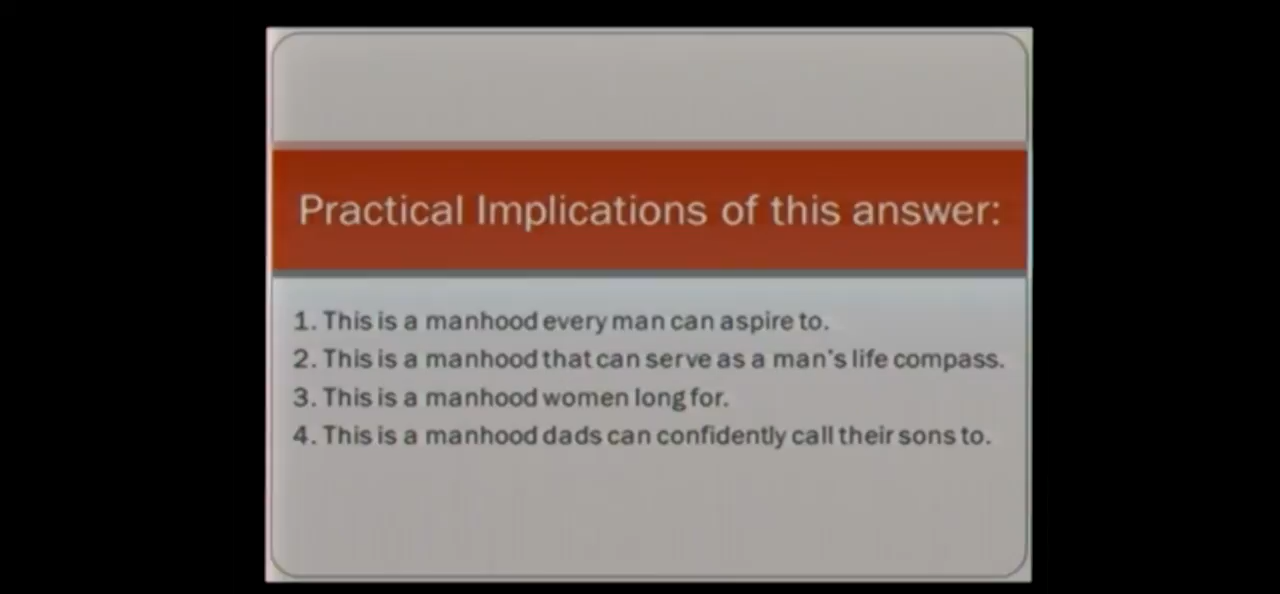 Practical Implications of this answer:
1. This is a manhood every man can aspire to.
2. This is a manhood that can serve as a man's life compass.
3. This is a manhood women long for.
4. This is a manhood dads can confidently call their sons to.